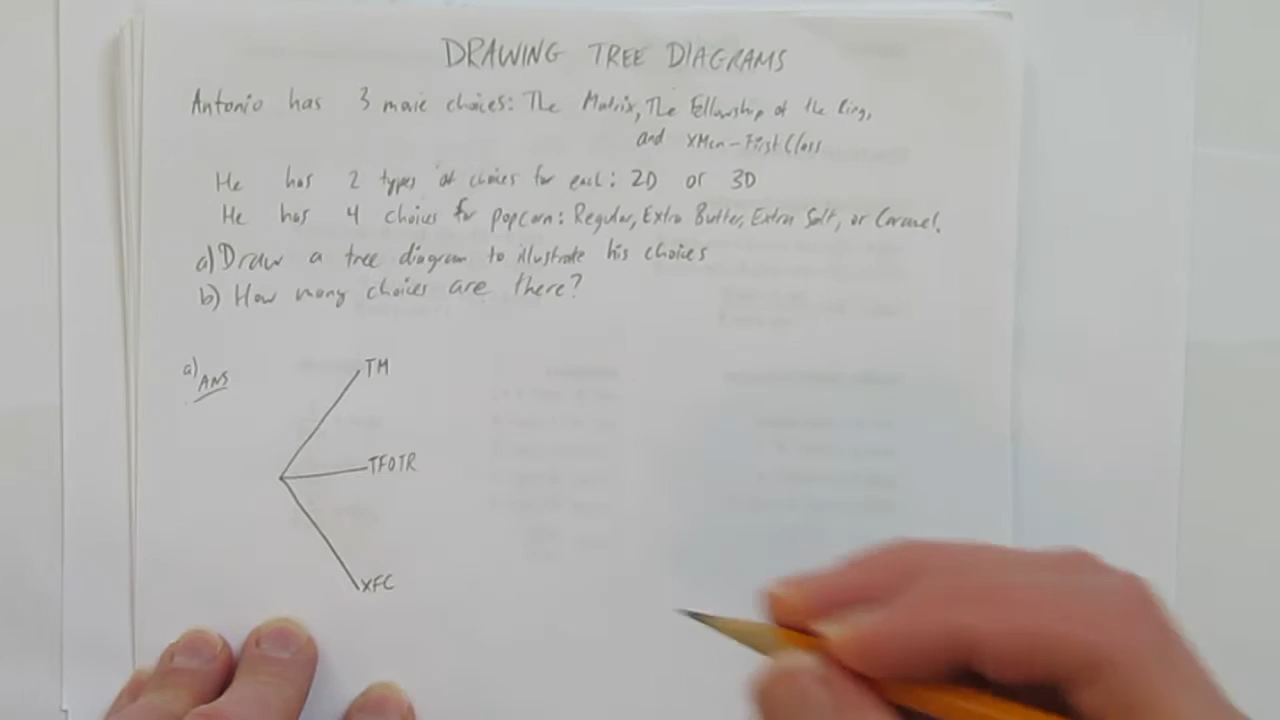 DRAWING TREE DIAGRAMS
Antonio has 3 movie choices: The Matrix, The Fellowship of the Ring,
and XMen-First Class
He has 2 types of choices for each: 2D or 3D
He has 4 choices for popcorn: Regular, Extra Butter, Extra Salt, or Caramel.
a) Draw a tree diagram to illustrate his choices
b) How many choices are there?
a) ANS
TM
TFOTR
XFC